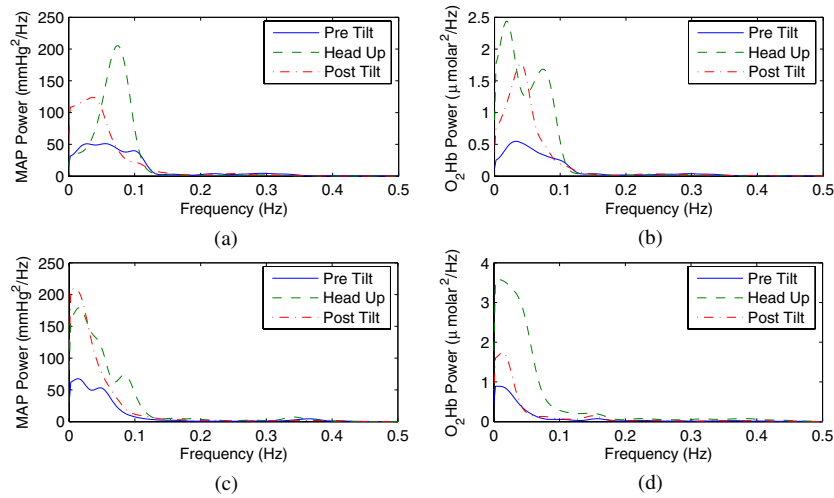 MAP Power (mmHg²/Hz)
250
200
150
100
50
0
Pre Tilt
Head Up
Post Tilt
0 0.1 0.2 0.3 0.4 0.5
Frequency (Hz)
(a)
O₂Hb Power (μ molar²/Hz)
2.5
2
1.5
1
0.5
0
Pre Tilt
Head Up
Post Tilt
0 0.1 0.2 0.3 0.4 0.5
Frequency (Hz)
(b)
MAP Power (mmHg²/Hz)
250
200
150
100
50
0
Pre Tilt
Head Up
Post Tilt
0 0.1 0.2 0.3 0.4 0.5
Frequency (Hz)
(c)
O₂Hb Power (μ molar²/Hz)
4
3
2
1
0
Pre Tilt
Head Up
Post Tilt
0 0.1 0.2 0.3 0.4 0.5
Frequency (Hz)
(d)